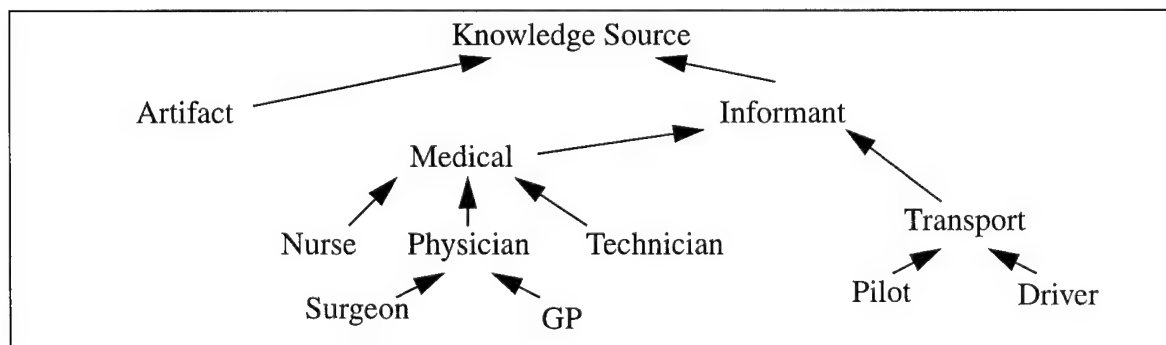 Knowledge Source
Artifact
Informant
Medical
Nurse
Physician
Technician
Transport
Surgeon
GP
Pilot
Driver